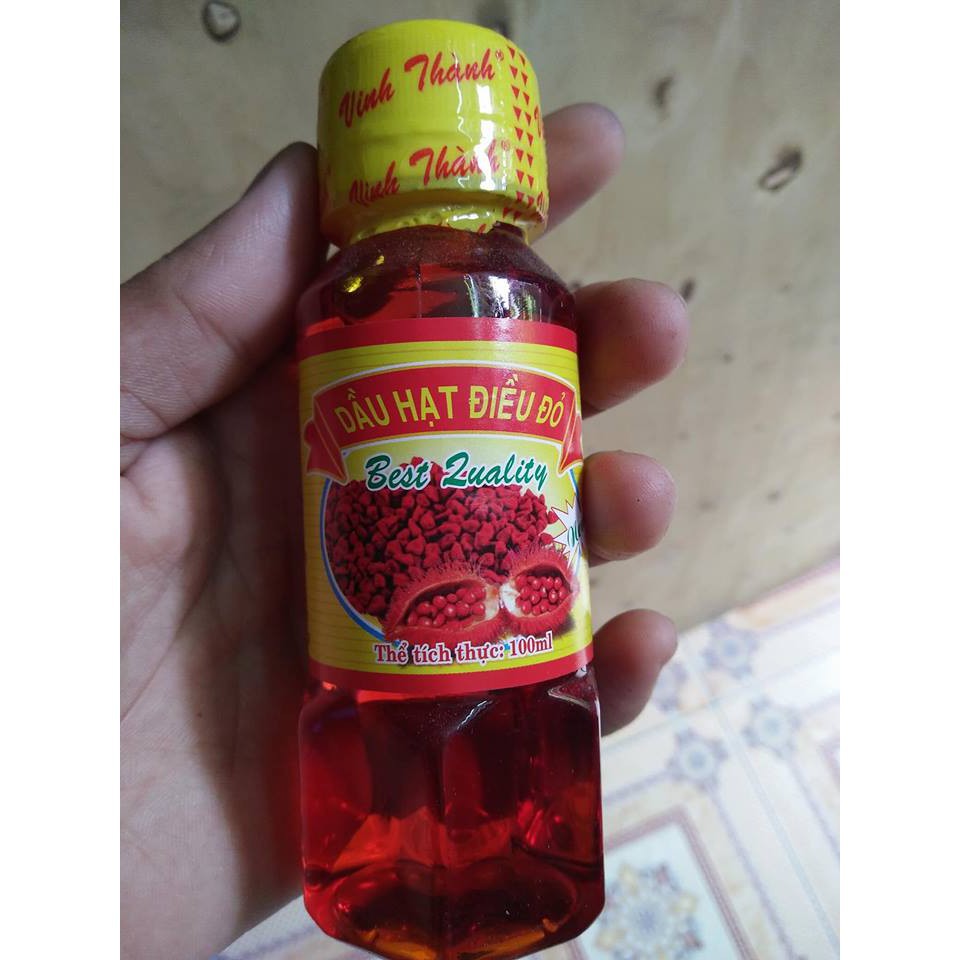 Vinh Thành®
Vinh Thành®
DẦU HẠT ĐIỀU ĐỎ
Best Quality
Thể tích thực: 100ml